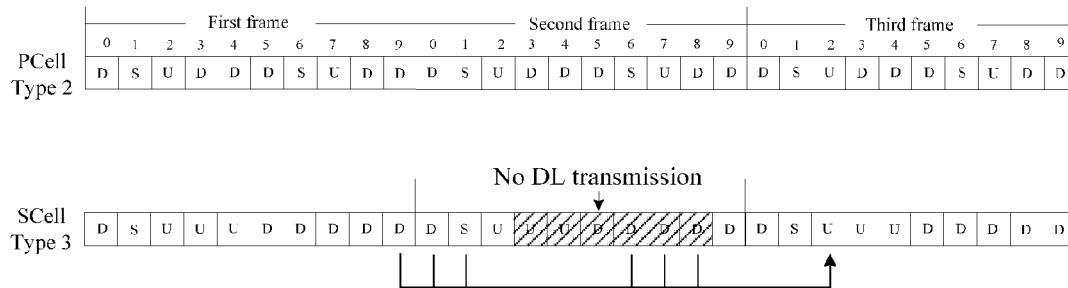 First frame Second frame Third frame
0 1 2 3 4 5 6 7 8 9 0 1 2 3 4 5 6 7 8 9 0 1 2 3 4 5 6 7 8 9
PCell D S U D D D S U D D D S U D D D S U D D D S U D D D S U D D
Type 2
No DL transmission
SCell D S U U U D D D D D D S U U U D D D D D D S U U U D D D D D
Type 3